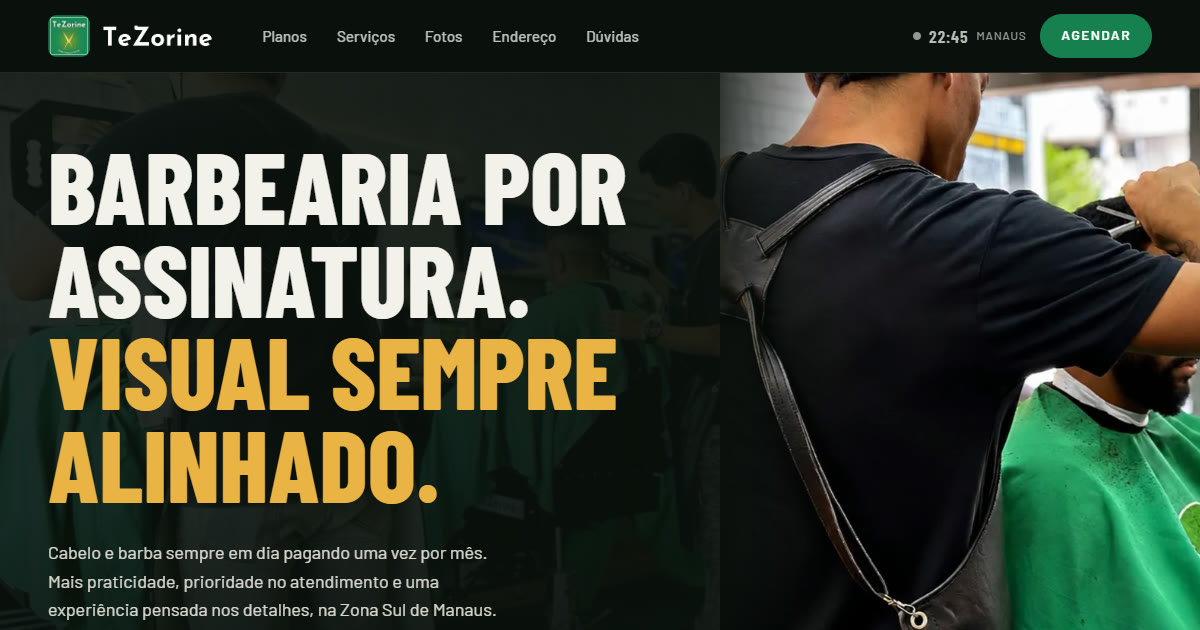 TeZorine
TeZorine
Planos
Serviços
Fotos
Endereço
Dúvidas
22:45 MANAUS
AGENDAR
BARBEARIA POR
ASSINATURA.
VISUAL SEMPRE
ALINHADO.
Cabelo e barba sempre em dia pagando uma vez por mês.
Mais praticidade, prioridade no atendimento e uma
experiência pensada nos detalhes, na Zona Sul de Manaus.